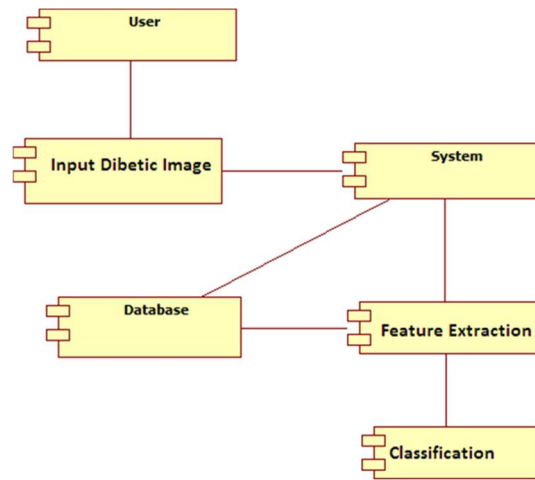 User
Input Dibetic Image
System
Database
Feature Extraction
Classification